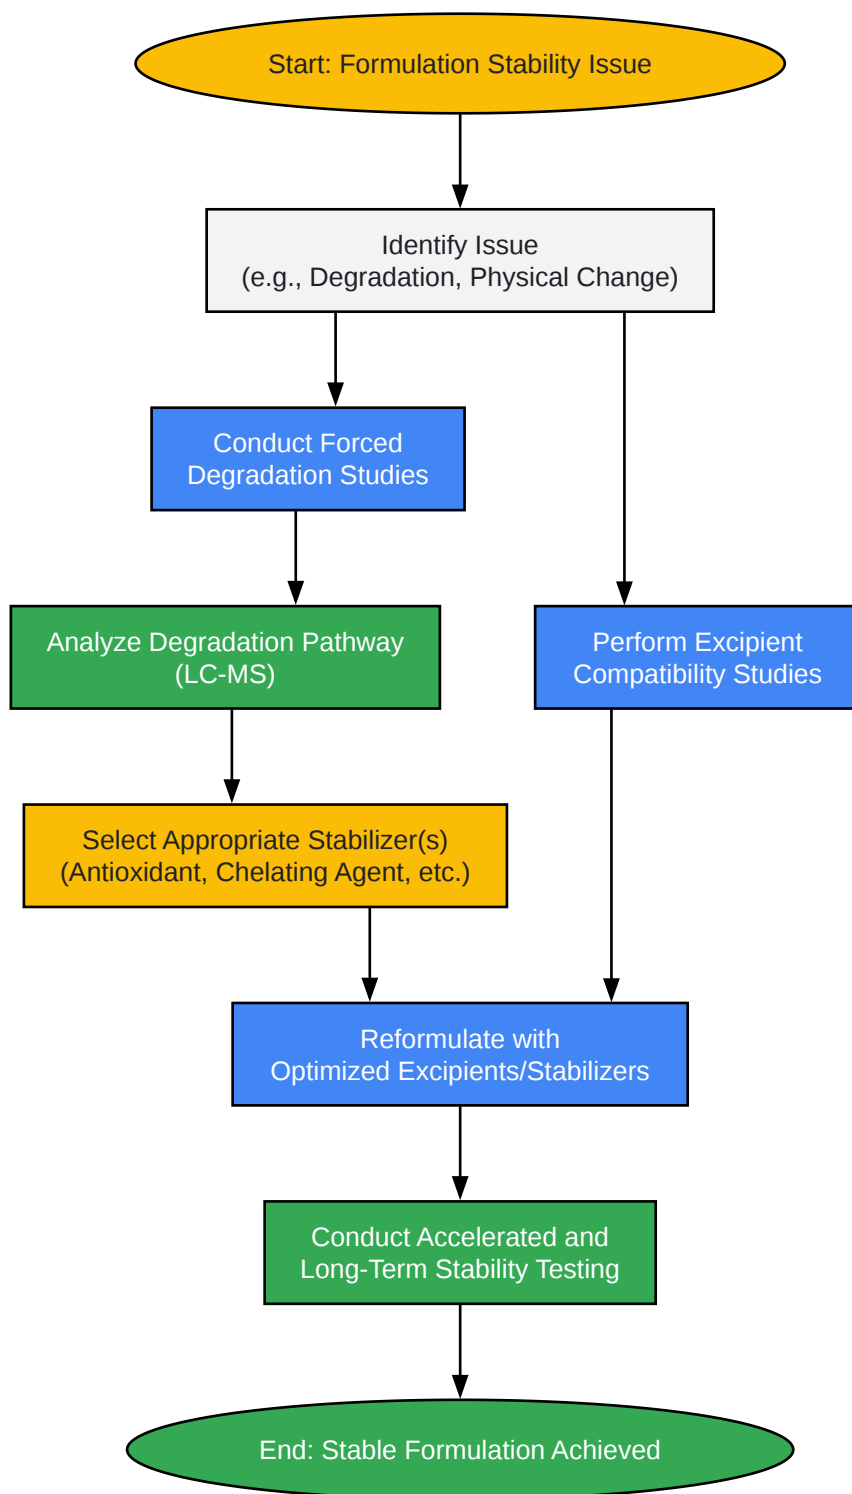 Start: Formulation Stability Issue
Identify Issue
(e.g., Degradation, Physical Change)
Conduct Forced
Degradation Studies
Analyze Degradation Pathway
(LC-MS)
Perform Excipient
Compatibility Studies
Select Appropriate Stabilizer(s)
(Antioxidant, Chelating Agent, etc.)
Reformulate with
Optimized Excipients/Stabilizers
Conduct Accelerated and
Long-Term Stability Testing
End: Stable Formulation Achieved